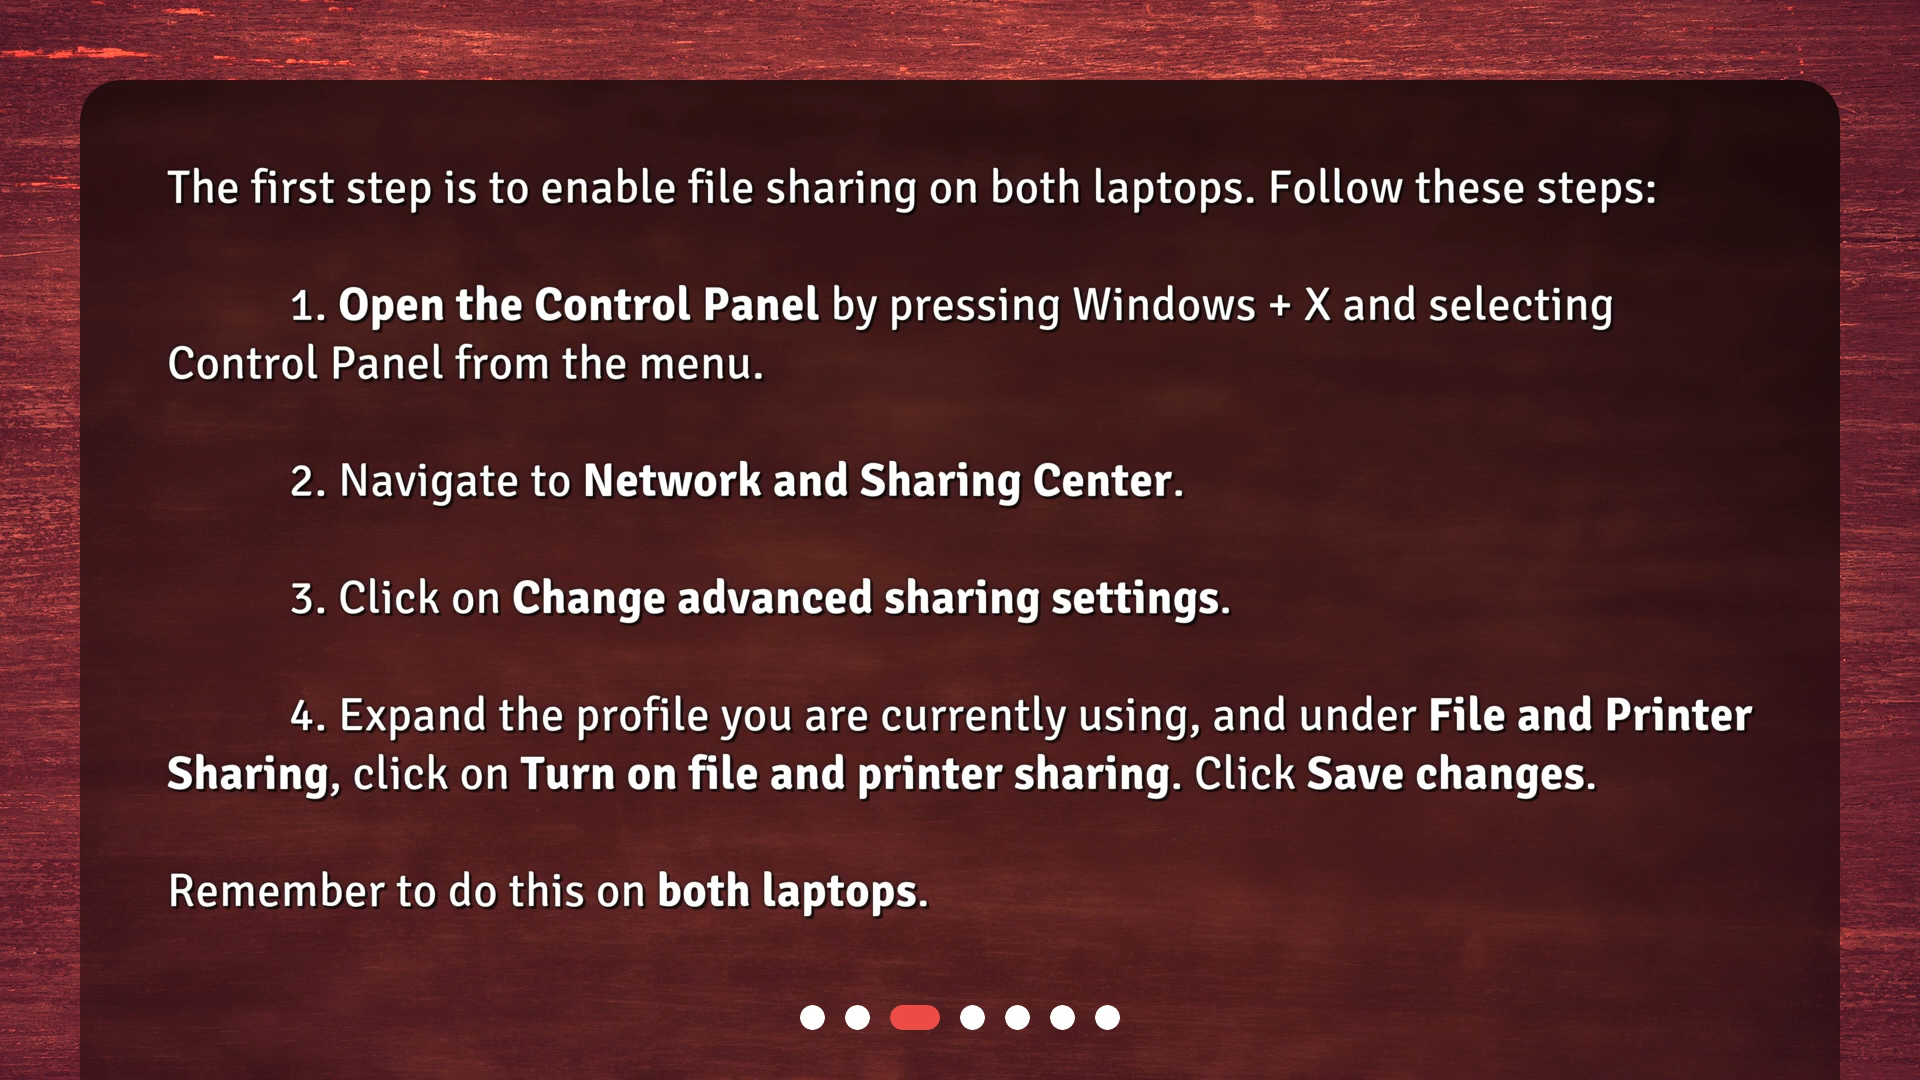 The first step is to enable file sharing on both laptops. Follow these steps:
1. Open the Control Panel by pressing Windows + X and selecting
Control Panel from the menu.
2. Navigate to Network and Sharing Center.
3. Click on Change advanced sharing settings.
4. Expand the profile you are currently using, and under File and Printer
Sharing, click on Turn on file and printer sharing. Click Save changes.
Remember to do this on both laptops.